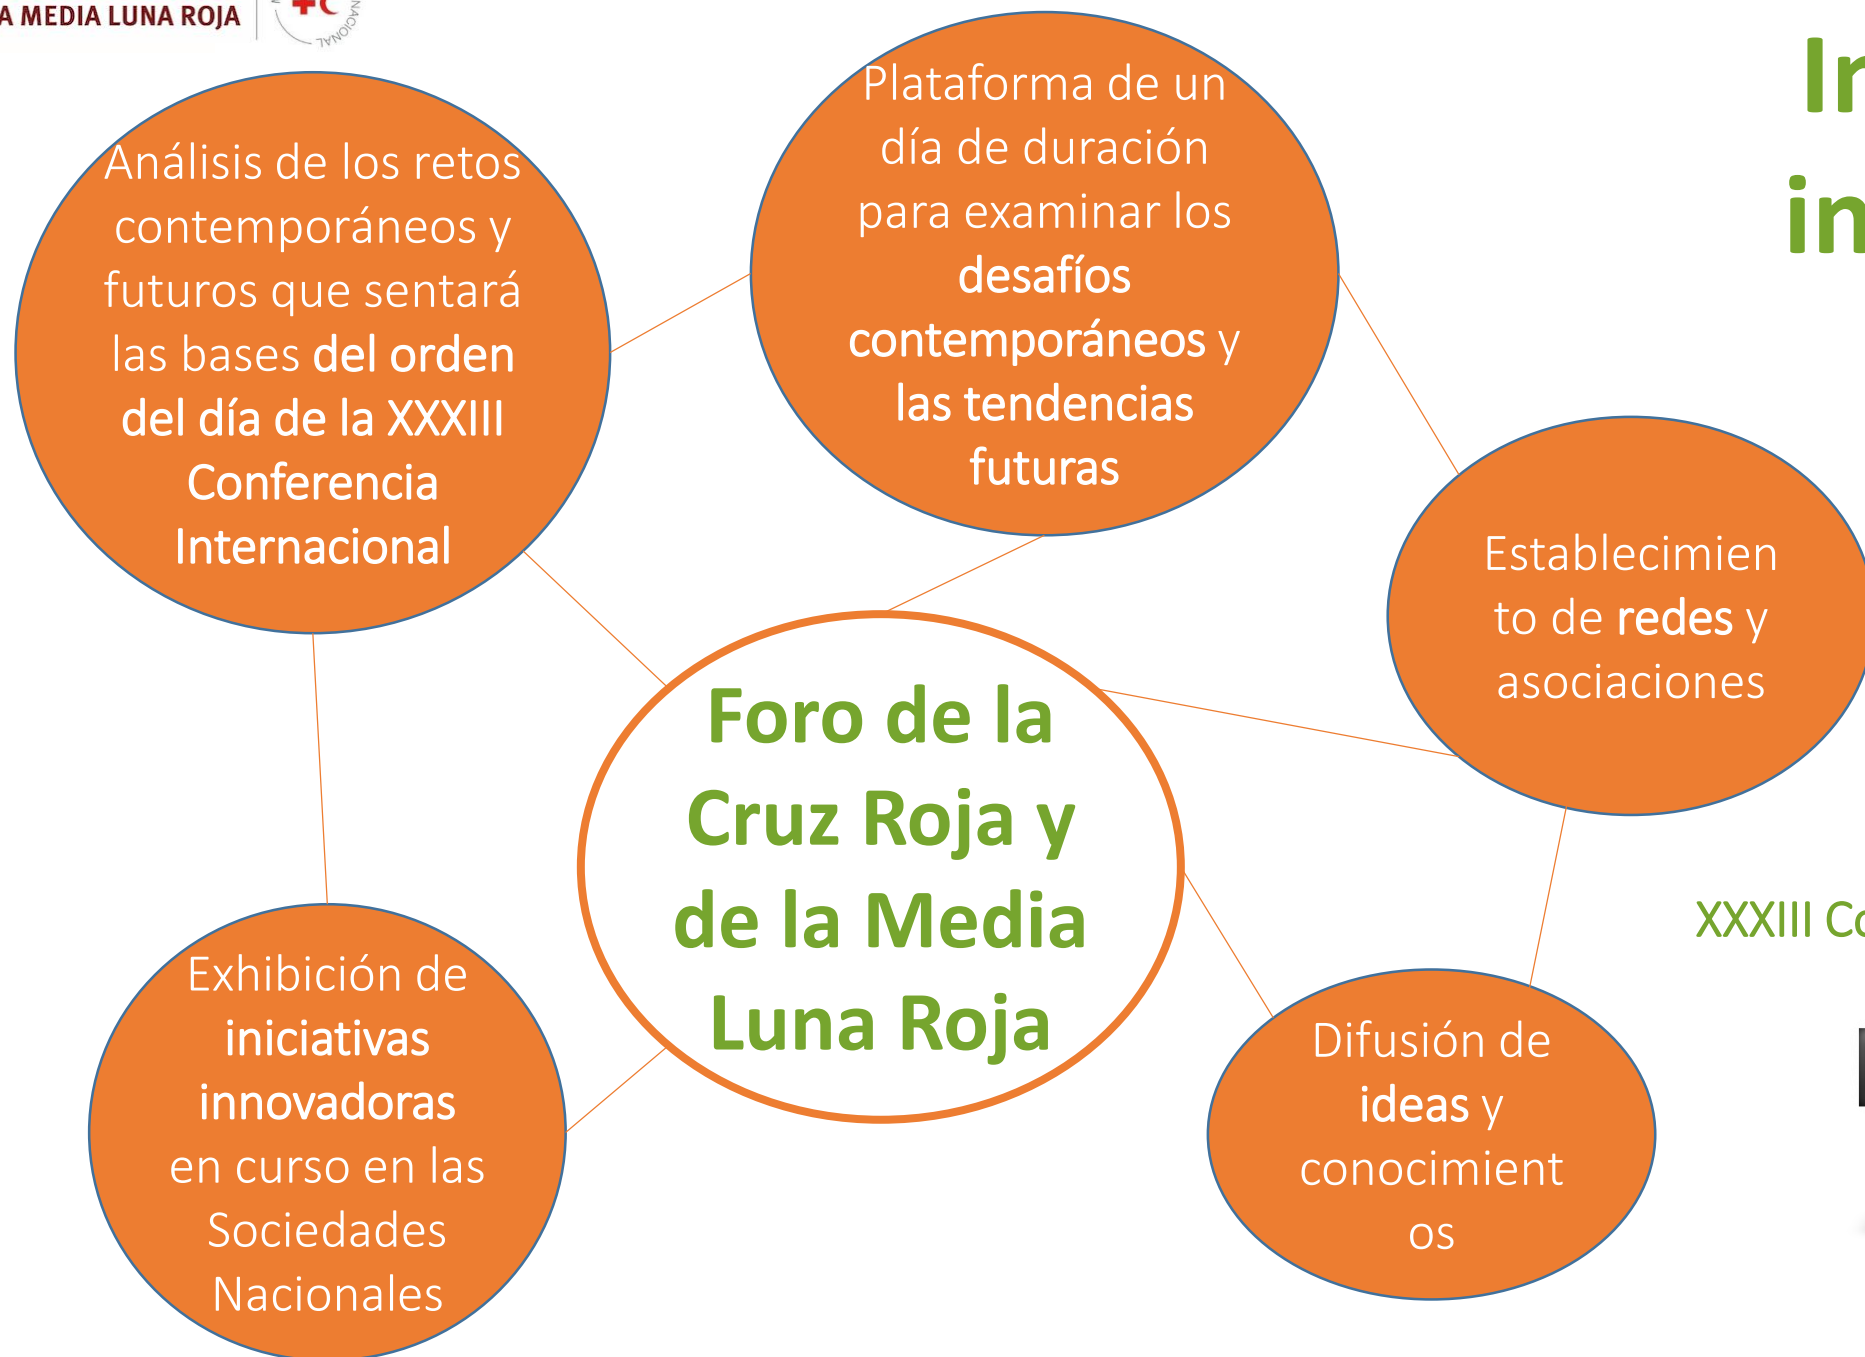 A MEDIA LUNA ROJA
NACIONAL
Análisis de los retos
contemporáneos y
futuros que sentará
las bases del orden
del día de la XXXIII
Conferencia
Internacional
Plataforma de un
día de duración
para examinar los
desafíos
contemporáneos y
las tendencias
futuras
Establecimien
to de redes y
asociaciones
Foro de la
Cruz Roja y
de la Media
Luna Roja
XXXIII Co
Exhibición de
iniciativas
innovadoras
en curso en las
Sociedades
Nacionales
Difusión de
ideas y
conocimient
os